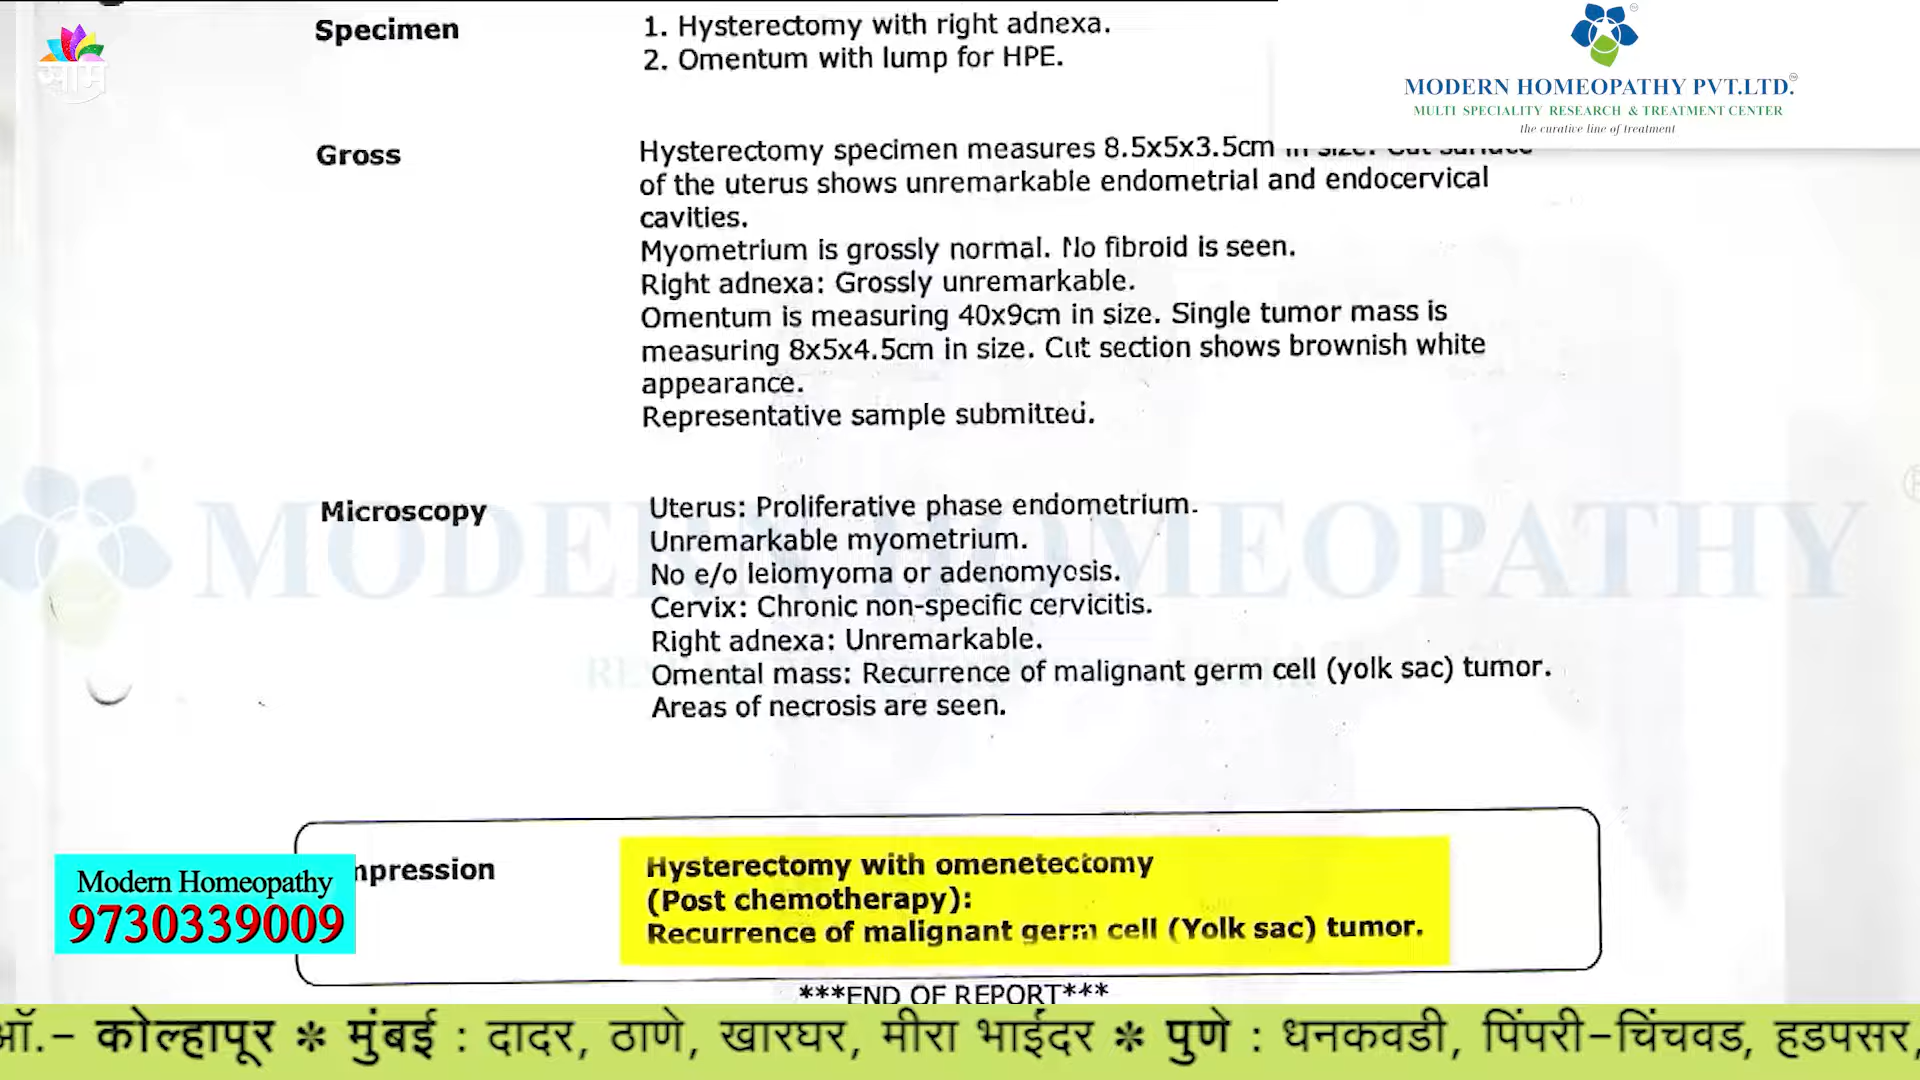 साम
MODERN HOMEOPATHY PVT.LTD.
MULTI SPECIALITY RESEARCH & TREATMENT CENTER
the curative line of treatment
Specimen
1. Hysterectomy with right adnexa.
2. Omentum with lump for HPE.
Gross
Hysterectomy specimen measures 8.5x5x3.5cm in size. Cut surface
of the uterus shows unremarkable endometrial and endocervical
cavities.
Myometrium is grossly normal. No fibroid is seen.
Right adnexa: Grossly unremarkable.
Omentum is measuring 40x9cm in size. Single tumor mass is
measuring 8x5x4.5cm in size. Cut section shows brownish white
appearance.
Representative sample submitted.
MODERN HOMEOPATHY
Microscopy
Uterus: Proliferative phase endometrium.
Unremarkable myometrium.
No e/o leiomyoma or adenomyosis.
Cervix: Chronic non-specific cervicitis.
Right adnexa: Unremarkable.
Omental mass: Recurrence of malignant germ cell (yolk sac) tumor.
Areas of necrosis are seen.
mpression
Hysterectomy with omenetectomy
(Post chemotherapy):
Recurrence of malignant germ cell (Yolk sac) tumor.
Modern Homeopathy
9730339009
***END OF REPORT***
ऑ.- कोल्हापूर * मुंबई : दादर, ठाणे, खारघर, मीरा भाईंदर * पुणे : धनकवडी, पिंपरी-चिंचवड, हडपसर,